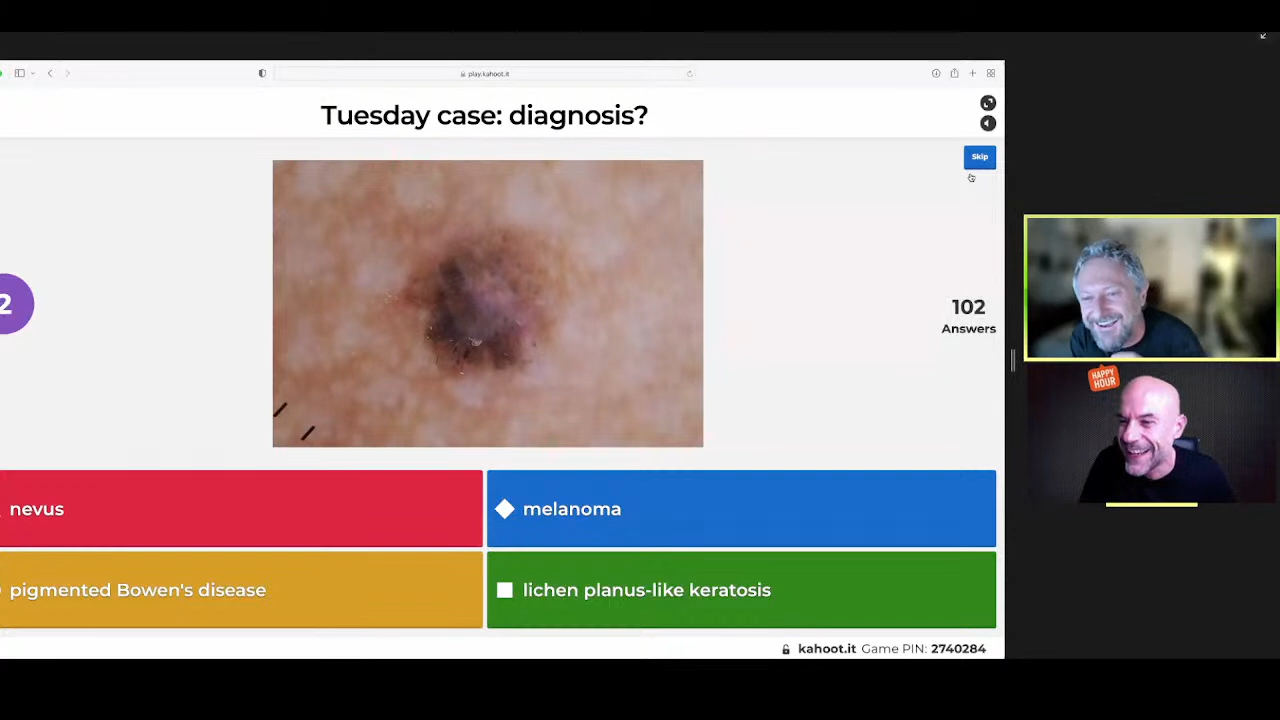 play.kahoot.it
Tuesday case: diagnosis?
Skip
2
102
Answers
HAPPY
HOUR
nevus
melanoma
pigmented Bowen's disease
lichen planus-like keratosis
kahoot.it Game PIN: 2740284